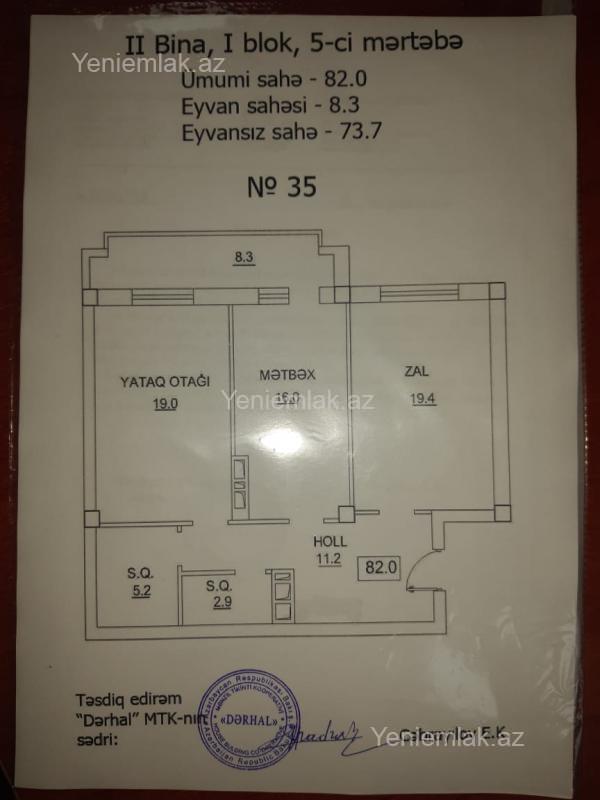 II Bina, I blok, 5-ci mərtəbə
Yeniemlak.az
Ümumi sahə - 82.0
Eyvan sahəsi - 8.3
Eyvansız sahə - 73.7
№ 35
8.3
YATAQ OTAĞI
19.0
MƏTBƏX
16.0
ZAL
19.4
Yeniemlak.az
HOLL
11.2
82.0
S.Q.
5.2
S.Q.
2.9
Təsdiq edirəm
"Dərhal" MTK-nın
sədri:
«DƏRHAL»
Yeniemlak.az